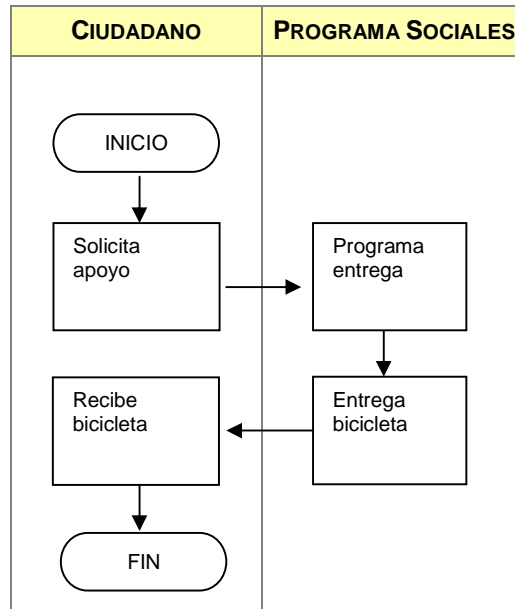 CIUDADANO
PROGRAMA SOCIALES
INICIO
Solicita
apoyo
Programa
entrega
Entrega
bicicleta
Recibe
bicicleta
FIN